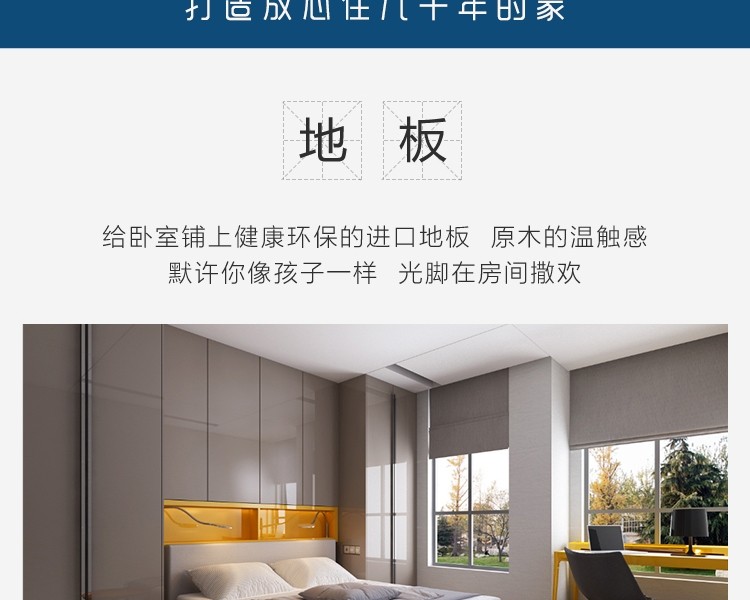 打造放心住几十年的家
地板
给卧室铺上健康环保的进口地板 原木的温触感
默许你像孩子一样 光脚在房间撒欢